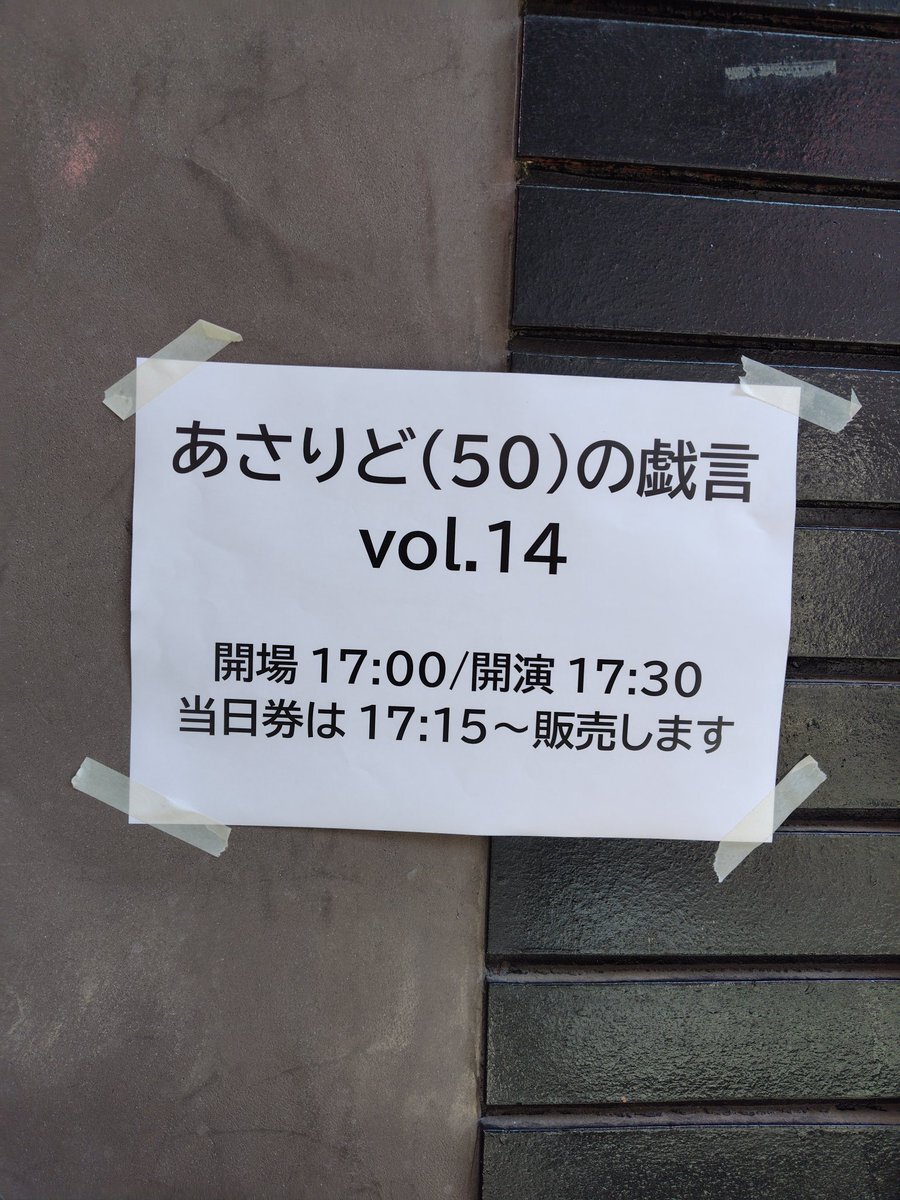 あさりど(50)の戯言
vol.14
開場 17:00/開演 17:30
当日券は 17:15～販売します